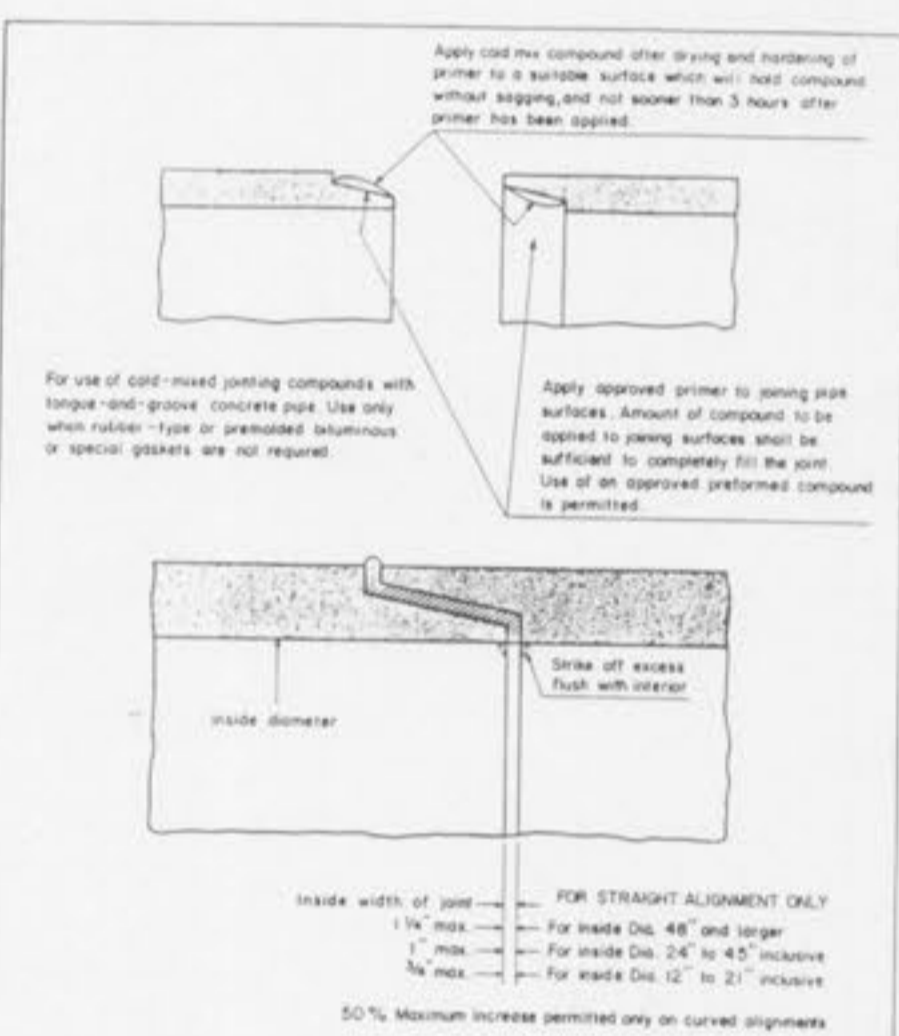 Apply cold mix compound after drying and hardening of
primer to a suitable surface which will hold compound
without sagging, and not sooner than 3 hours after
primer has been applied.
For use of cold-mixed jointing compounds with
tongue-and-groove concrete pipe. Use only
when rubber-type or premolded bituminous
or special gaskets are not required.
Apply approved primer to joining pipe
surfaces. Amount of compound to be
applied to joining surfaces shall be
sufficient to completely fill the joint.
Use of an approved preformed compound
is permitted.
Strike off excess
flush with interior
inside diameter
Inside width of joint FOR STRAIGHT ALIGNMENT ONLY
max. For Inside Dia. 48" and larger
1" max. For Inside Dia. 24" to 45" inclusive
max. For Inside Dia. 12" to 21" inclusive
50% Maximum increase permitted only on curved alignments